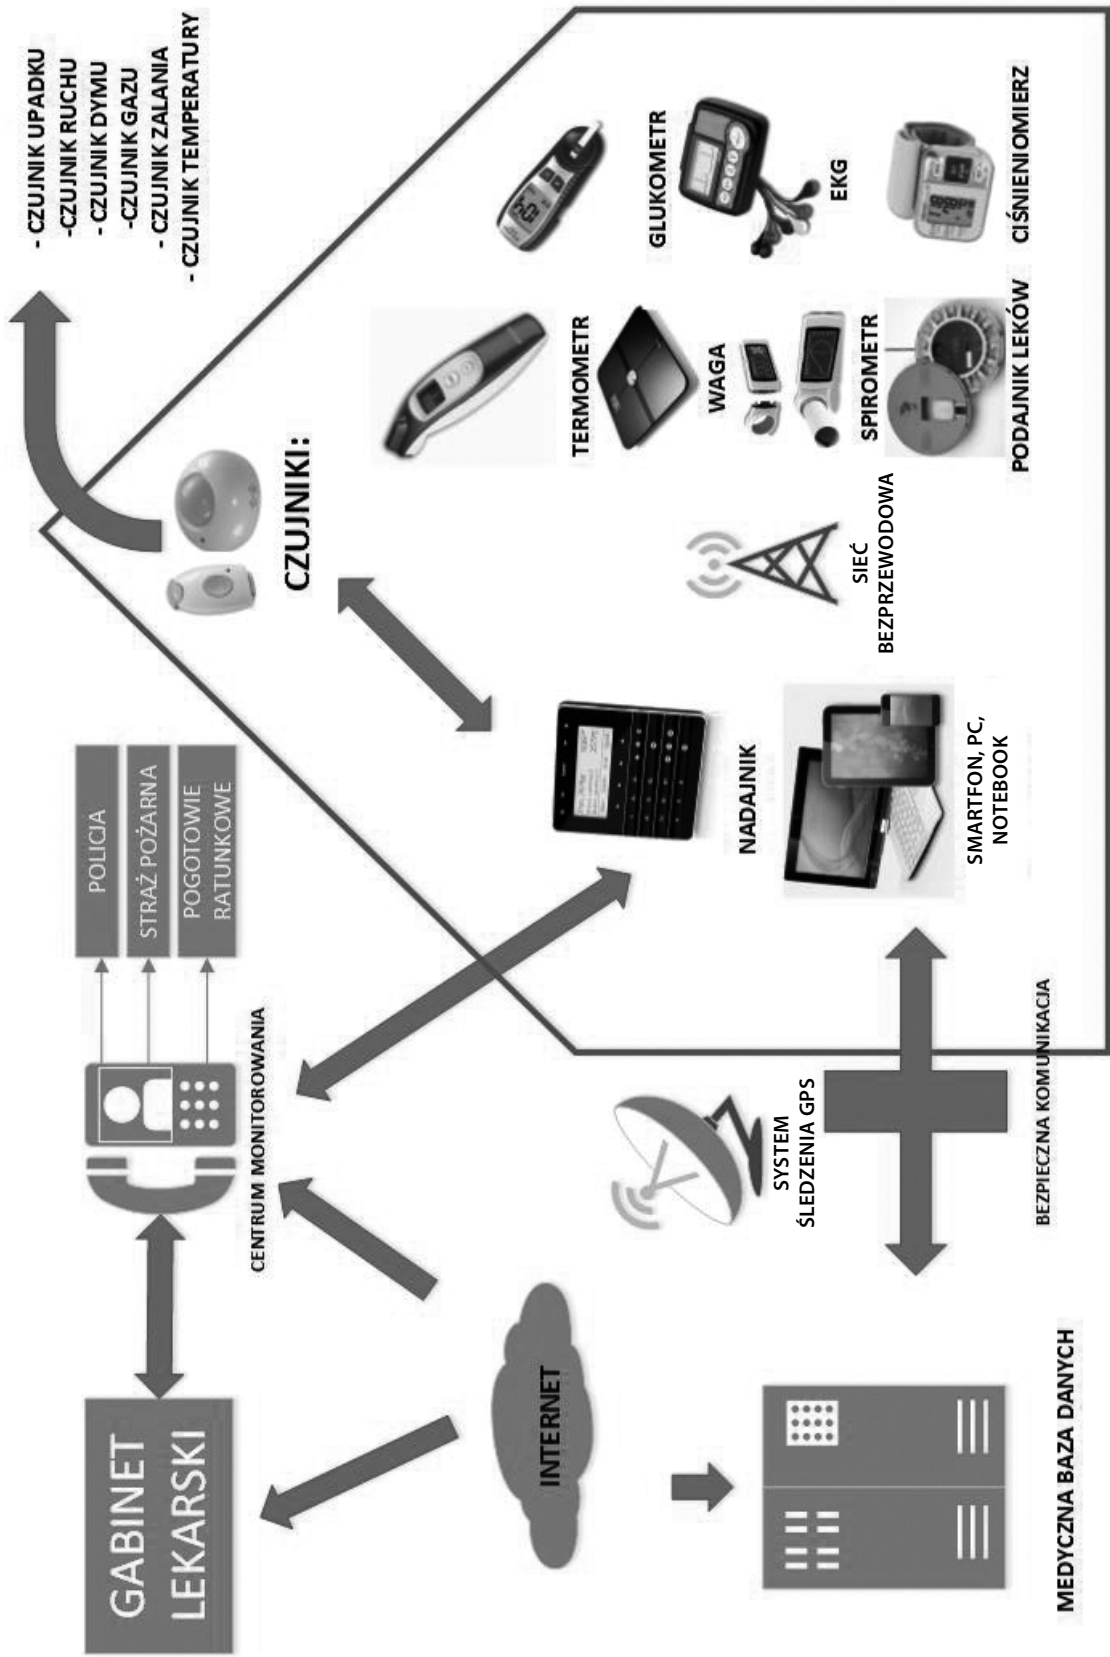 GABINET
LEKARSKI
CENTRUM MONITOROWANIA
POLICJA
STRAŻ POŻARNA
POGOTOWIE
RATUNKOWE
- CZUJNIK UPADKU
-CZUJNIK RUCHU
- CZUJNIK DYMU
-CZUJNIK GAZU
- CZUJNIK ZALANIA
- CZUJNIK TEMPERATURY
CZUJNIKI:
INTERNET
MEDYCZNA BAZA DANYCH
SYSTEM
ŚLEDZENIA GPS
BEZPIECZNA KOMUNIKACJA
NADAJNIK
SMARTFON, PC,
NOTEBOOK
SIEĆ
BEZPRZEWODOWA
TERMOMETR
WAGA
SPIROMETR
PODAJNIK LEKÓW
GLUKOMETR
EKG
CIŚNIENIOMIERZ
104